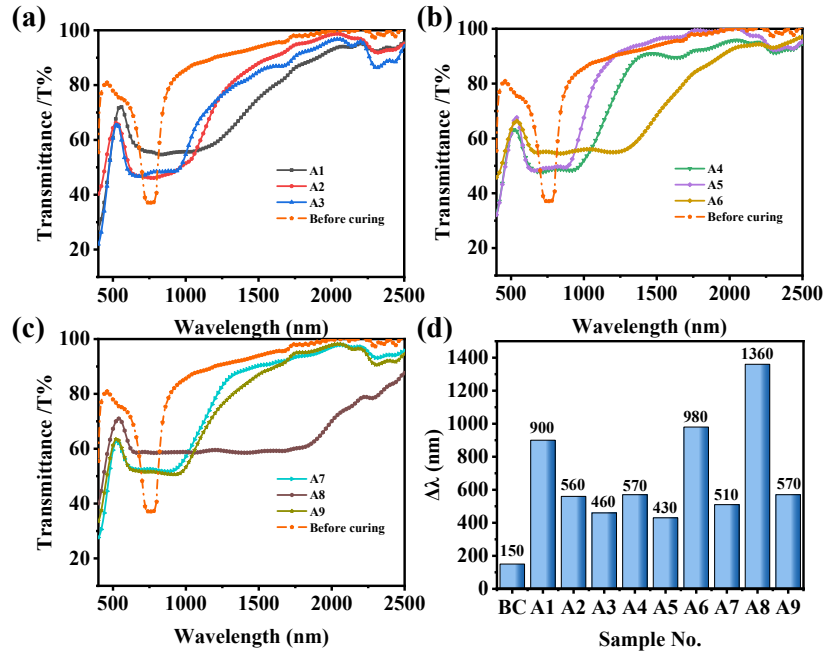 (a)
Transmittance /T%
100
80
60
40
20
A1
A2
A3
Before curing
500
1000
1500
2000
2500
Wavelength (nm)
(b)
Transmittance /T%
100
80
60
40
20
A4
A5
A6
Before curing
500
1000
1500
2000
2500
Wavelength (nm)
(c)
Transmittance /T%
100
80
60
40
20
A7
A8
A9
Before curing
500
1000
1500
2000
2500
Wavelength (nm)
(d)
Δλ (nm)
1400
1200
1000
800
600
400
200
0
150
900
560
460
570
430
980
510
1360
570
BC A1 A2 A3 A4 A5 A6 A7 A8 A9
Sample No.